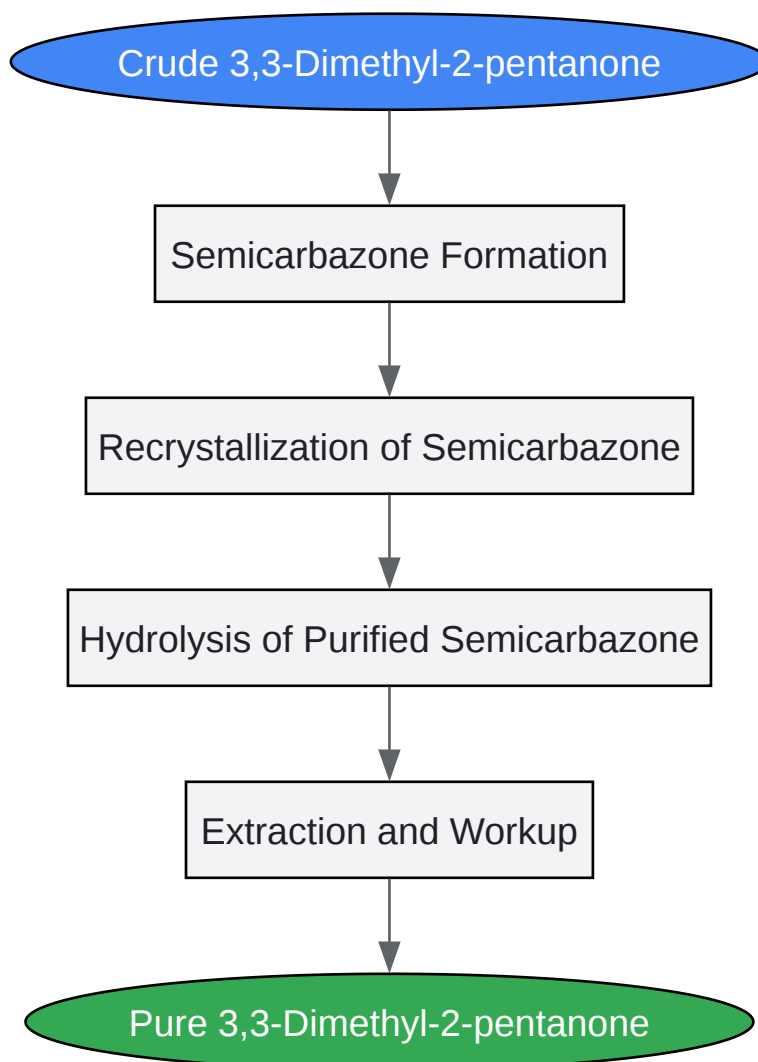 Crude 3,3-Dimethyl-2-pentanone
Semicarbazone Formation
Recrystallization of Semicarbazone
Hydrolysis of Purified Semicarbazone
Extraction and Workup
Pure 3,3-Dimethyl-2-pentanone